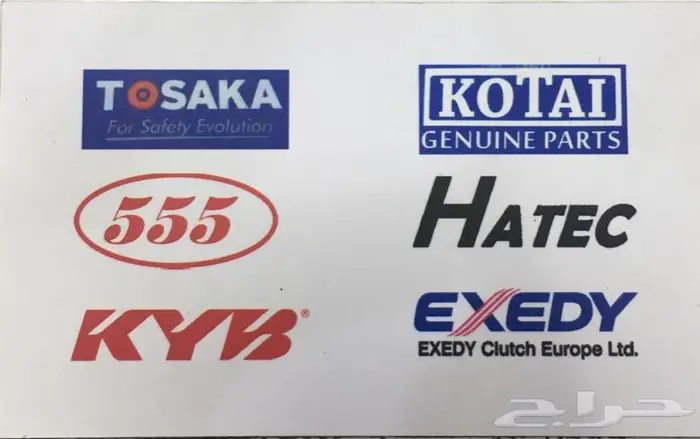 TOSAKA
For Safety Evolution
KOTAI
GENUINE PARTS
555
HATEC
KYB®
EXEDY
EXEDY Clutch Europe Ltd.
حراج